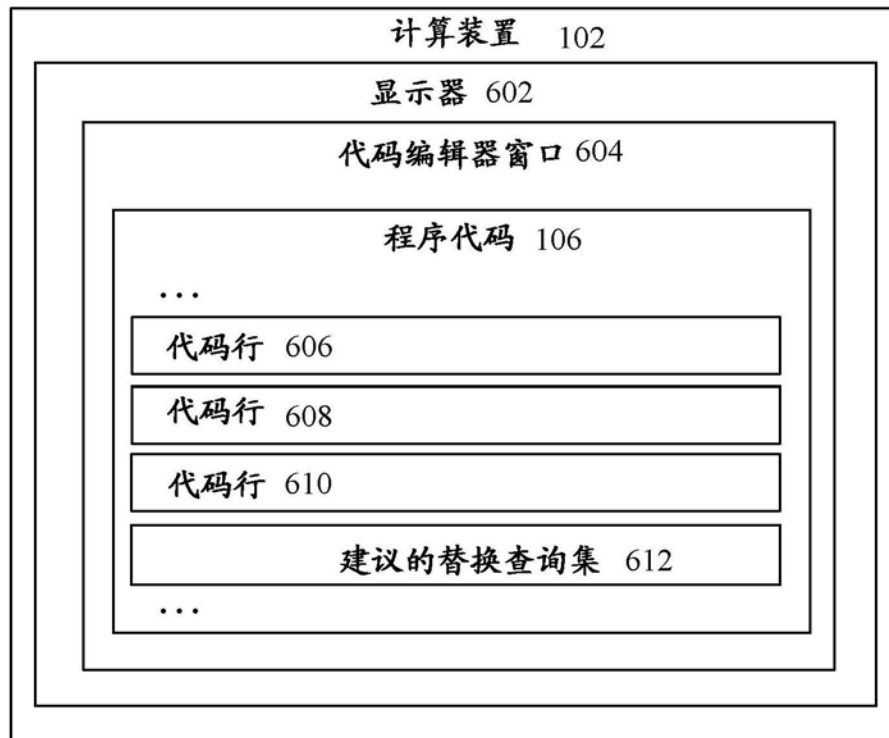 计算装置 102
显示器 602
代码编辑器窗口 604
程序代码 106
...
代码行 606
代码行 608
代码行 610
建议的替换查询集 612
...